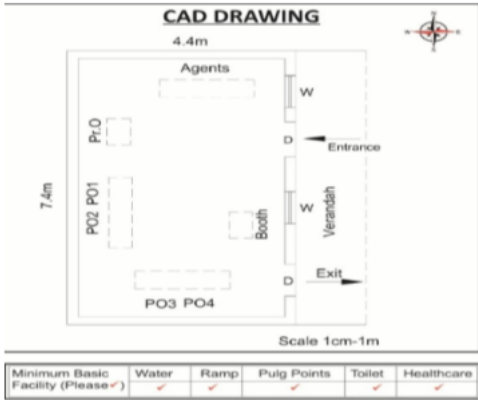 CAD DRAWING
4.4m
Agents
W
D
Entrance
Pr.O
7.4m
PO2 PO1
W
Verandah
Booth
D
Exit
PO3 PO4
Scale 1cm-1m
Minimum Basic Facility (Please✓) Water Ramp Pulg Points Toilet Healthcare
✓ ✓ ✓ ✓ ✓